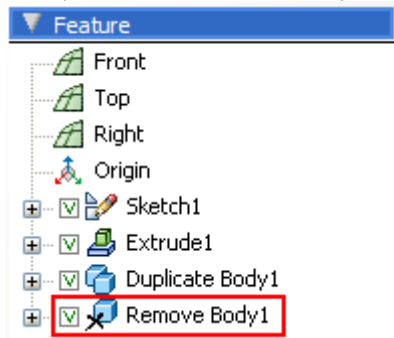 Feature
Front
Top
Right
Origin
Sketch1
Extrude1
Duplicate Body1
Remove Body1